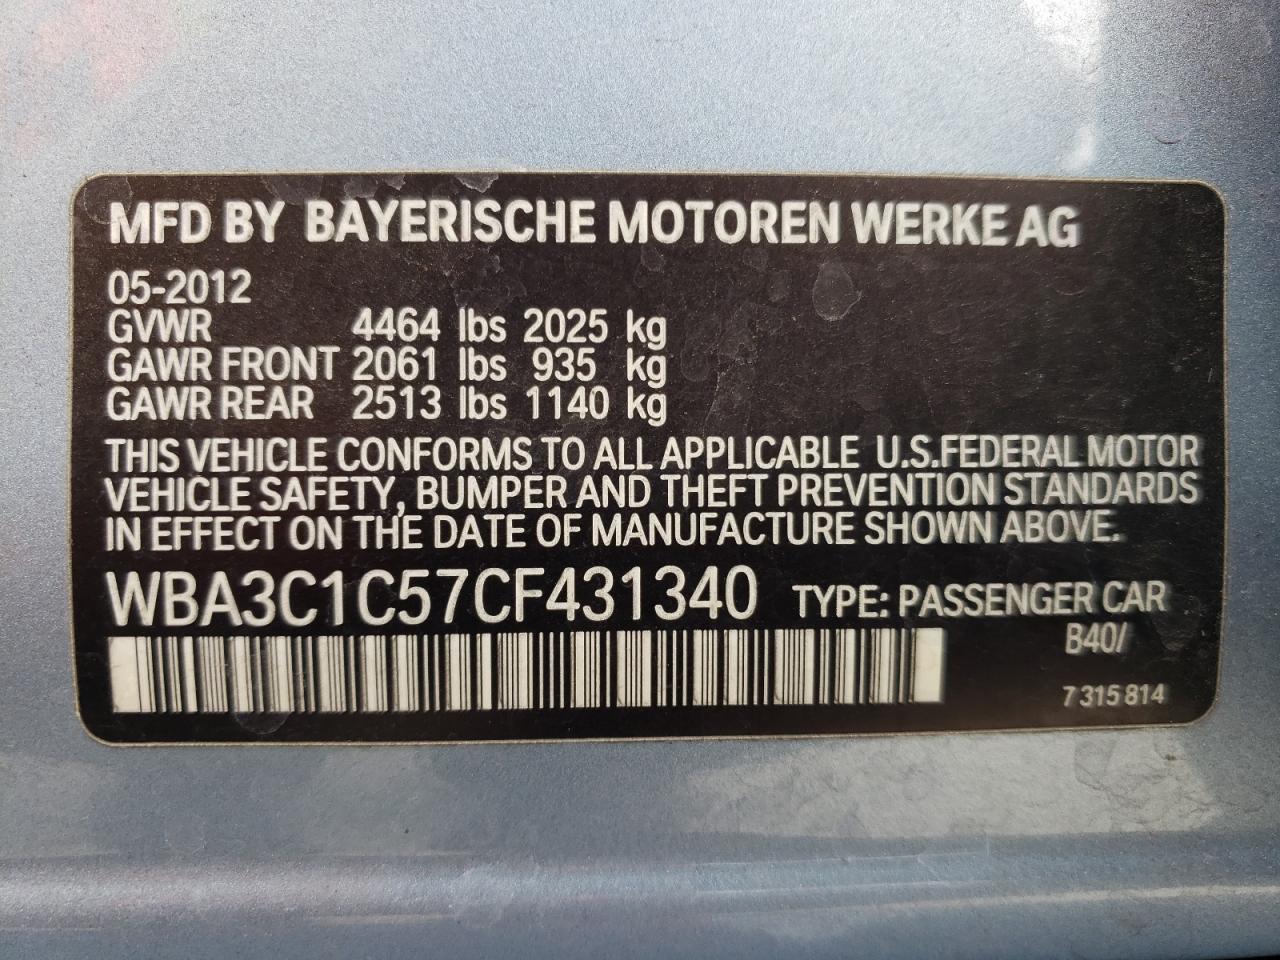 MFD BY BAYERISCHE MOTOREN WERKE AG
05-2012
GVWR 4464 lbs 2025 kg
GAWR FRONT 2061 lbs 935 kg
GAWR REAR 2513 lbs 1140 kg
THIS VEHICLE CONFORMS TO ALL APPLICABLE U.S.FEDERAL MOTOR
VEHICLE SAFETY, BUMPER AND THEFT PREVENTION STANDARDS
IN EFFECT ON THE DATE OF MANUFACTURE SHOWN ABOVE.
WBA3C1C57CF431340 TYPE: PASSENGER CAR
B40/
7 315 814